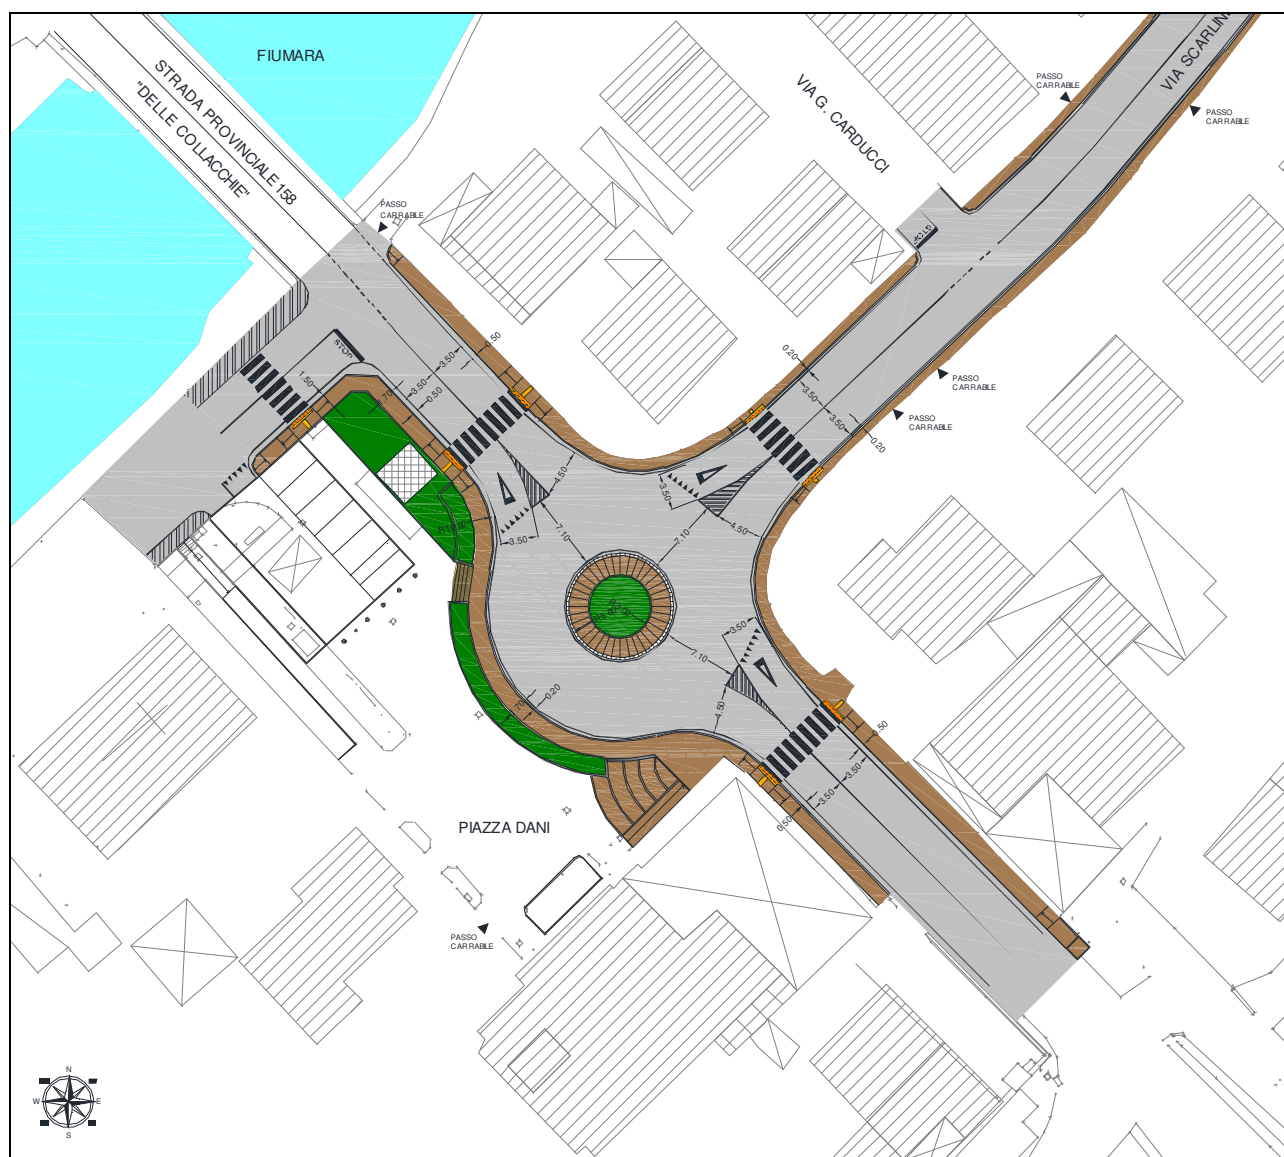 FIUMARA
STRADA PROVINCIALE 158
"DELLE COLLACCHIE"
VIA G. CARDUCCI
PASSO
CARRABLE
VIA SCARLIN
PASSO
CARRABLE
PASSO
CARRABLE
STOP
1.50
3.50
0.50
3.50
0.50
0.20
3.50
3.50
0.20
PASSO
CARRABLE
PASSO
CARRABLE
4.50
3.50
3.50
4.50
7.10
7.10
7.10
3.50
4.50
0.20
0.50
3.50
3.50
0.50
PIAZZA DANI
PASSO
CARRABLE
N
W
E
S